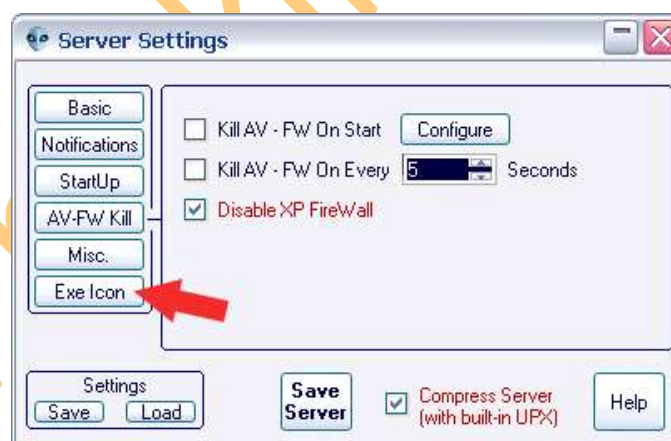 Server Settings
Basic
Notifications
StartUp
AV-FW Kill
Misc.
Exe Icon
Kill AV - FW On Start Configure
Kill AV - FW On Every 5 Seconds
Disable XP FireWall
Settings
Save Load
Save
Server
Compress Server
(with built-in UPX)
Help